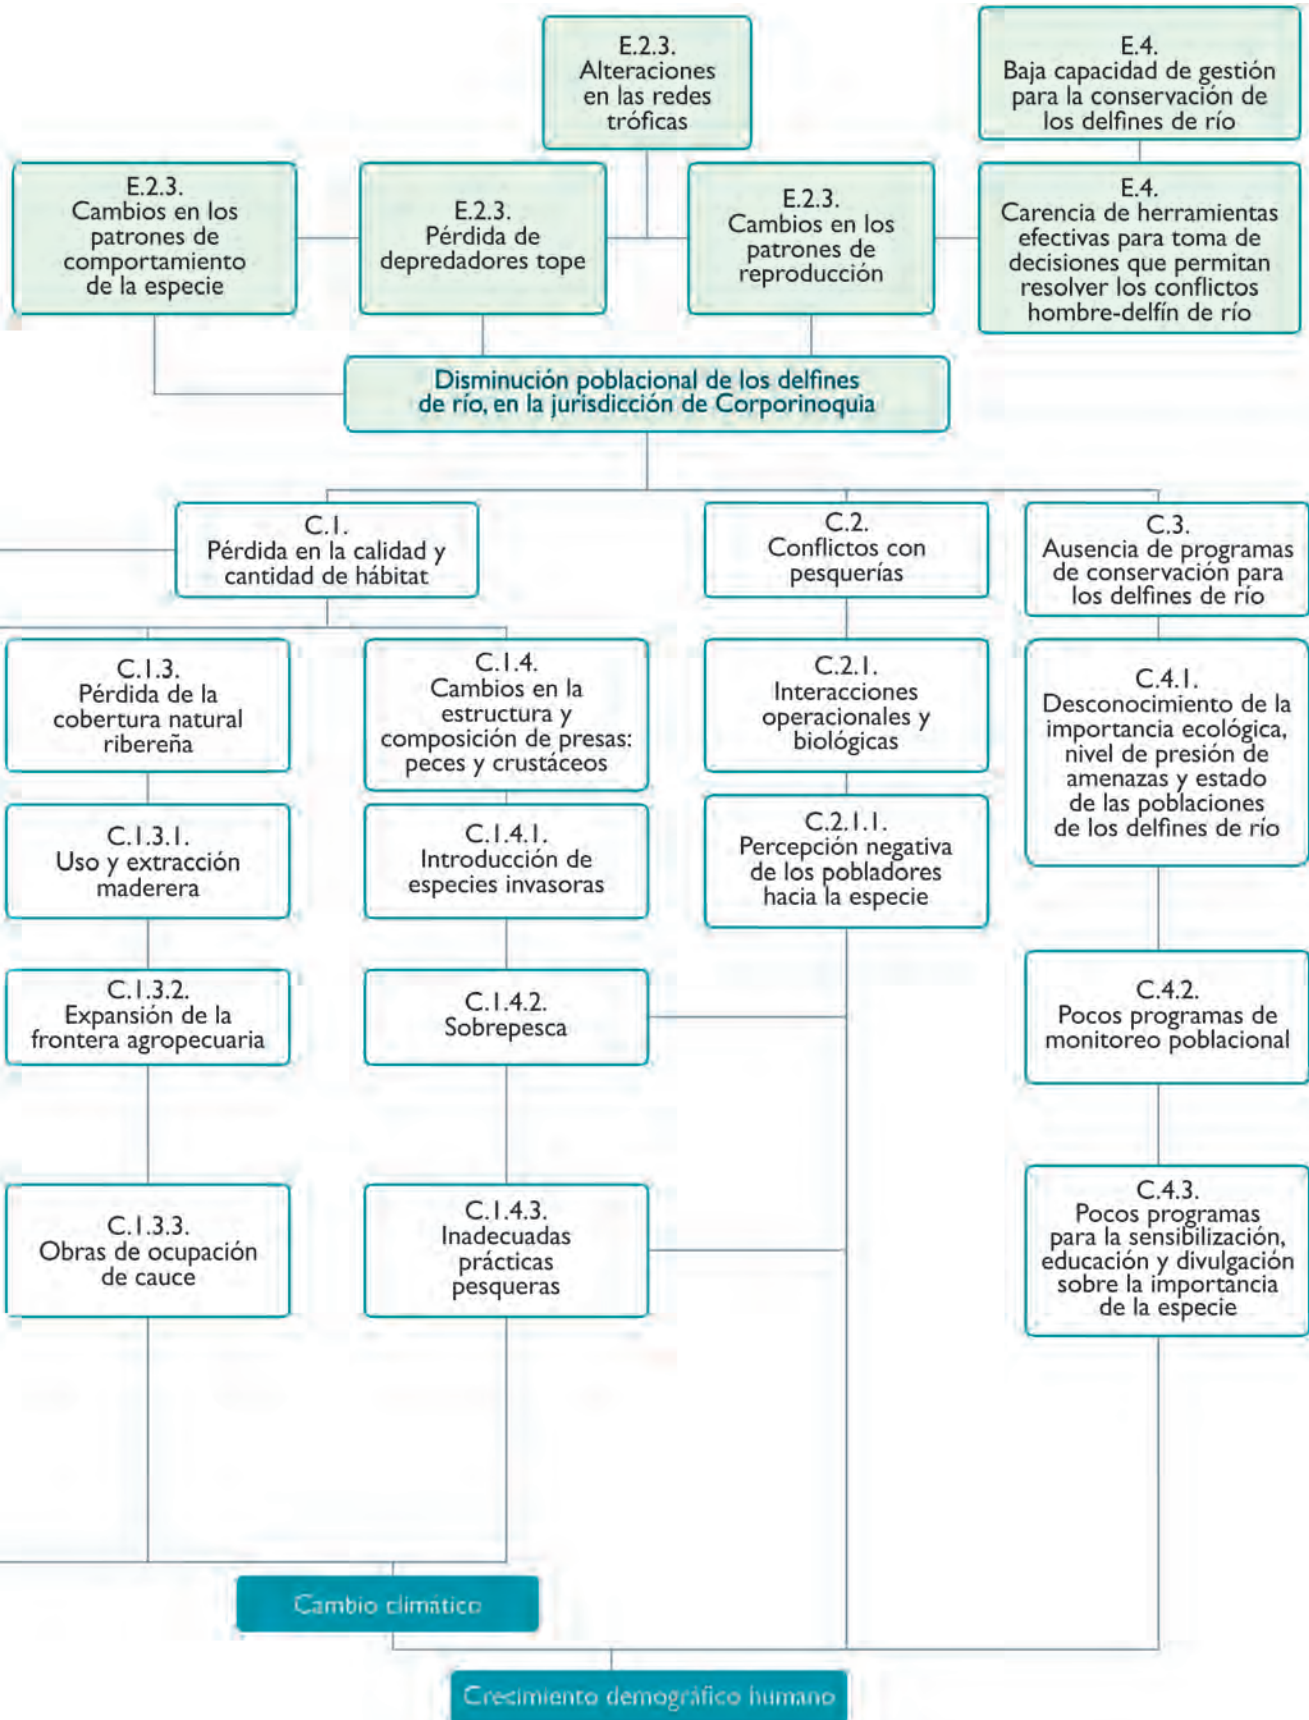 E.2.3.
Alteraciones
en las redes
tróficas
E.4.
Baja capacidad de gestión
para la conservación de
los delfines de río
E.2.3.
Cambios en los
patrones de
comportamiento
de la especie
E.2.3.
Pérdida de
depredadores tope
E.2.3.
Cambios en los
patrones de
reproducción
E.4.
Carencia de herramientas
efectivas para toma de
decisiones que permitan
resolver los conflictos
hombre-delfín de río
Disminución poblacional de los delfines
de río, en la jurisdicción de Corporinoquia
C.1.
Pérdida en la calidad y
cantidad de hábitat
C.2.
Conflictos con
pesquerías
C.3.
Ausencia de programas
de conservación para
los delfines de río
C.1.3.
Pérdida de la
cobertura natural
ribereña
C.1.4.
Cambios en la
estructura y
composición de presas:
peces y crustáceos
C.2.1.
Interacciones
operacionales y
biológicas
C.4.1.
Desconocimiento de la
importancia ecológica,
nivel de presión de
amenazas y estado
de las poblaciones
de los delfines de río
C.1.3.1.
Uso y extracción
maderera
C.1.4.1.
Introducción de
especies invasoras
C.2.1.1.
Percepción negativa
de los pobladores
hacia la especie
C.1.3.2.
Expansión de la
frontera agropecuaria
C.1.4.2.
Sobrepesca
C.4.2.
Pocos programas de
monitoreo poblacional
C.1.3.3.
Obras de ocupación
de cauce
C.1.4.3.
Inadecuadas
prácticas
pesqueras
C.4.3.
Pocos programas
para la sensibilización,
educación y divulgación
sobre la importancia
de la especie
Cambio climático
Crecimiento demográfico humano